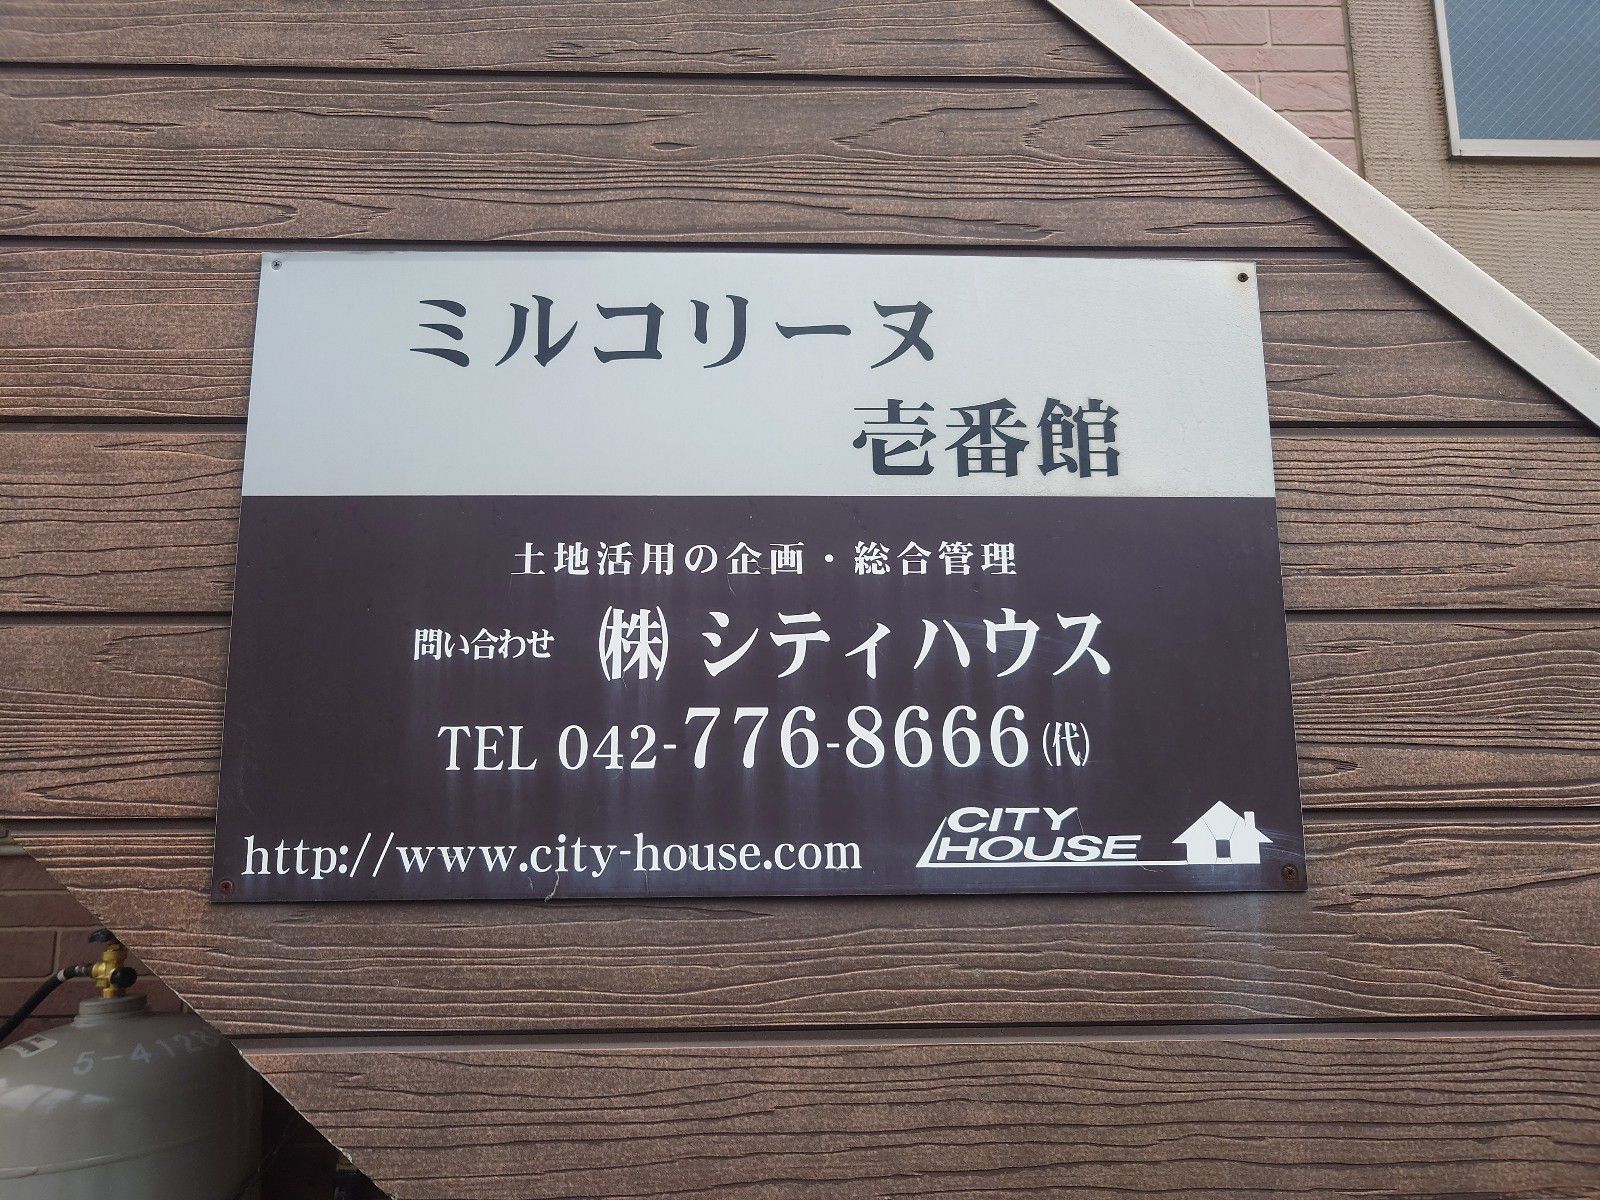 ミルコリーヌ
壱番館
土地活用の企画・総合管理
問い合わせ ㈱シティハウス
TEL 042-776-8666(代)
http://www.city-house.com
CITY
HOUSE